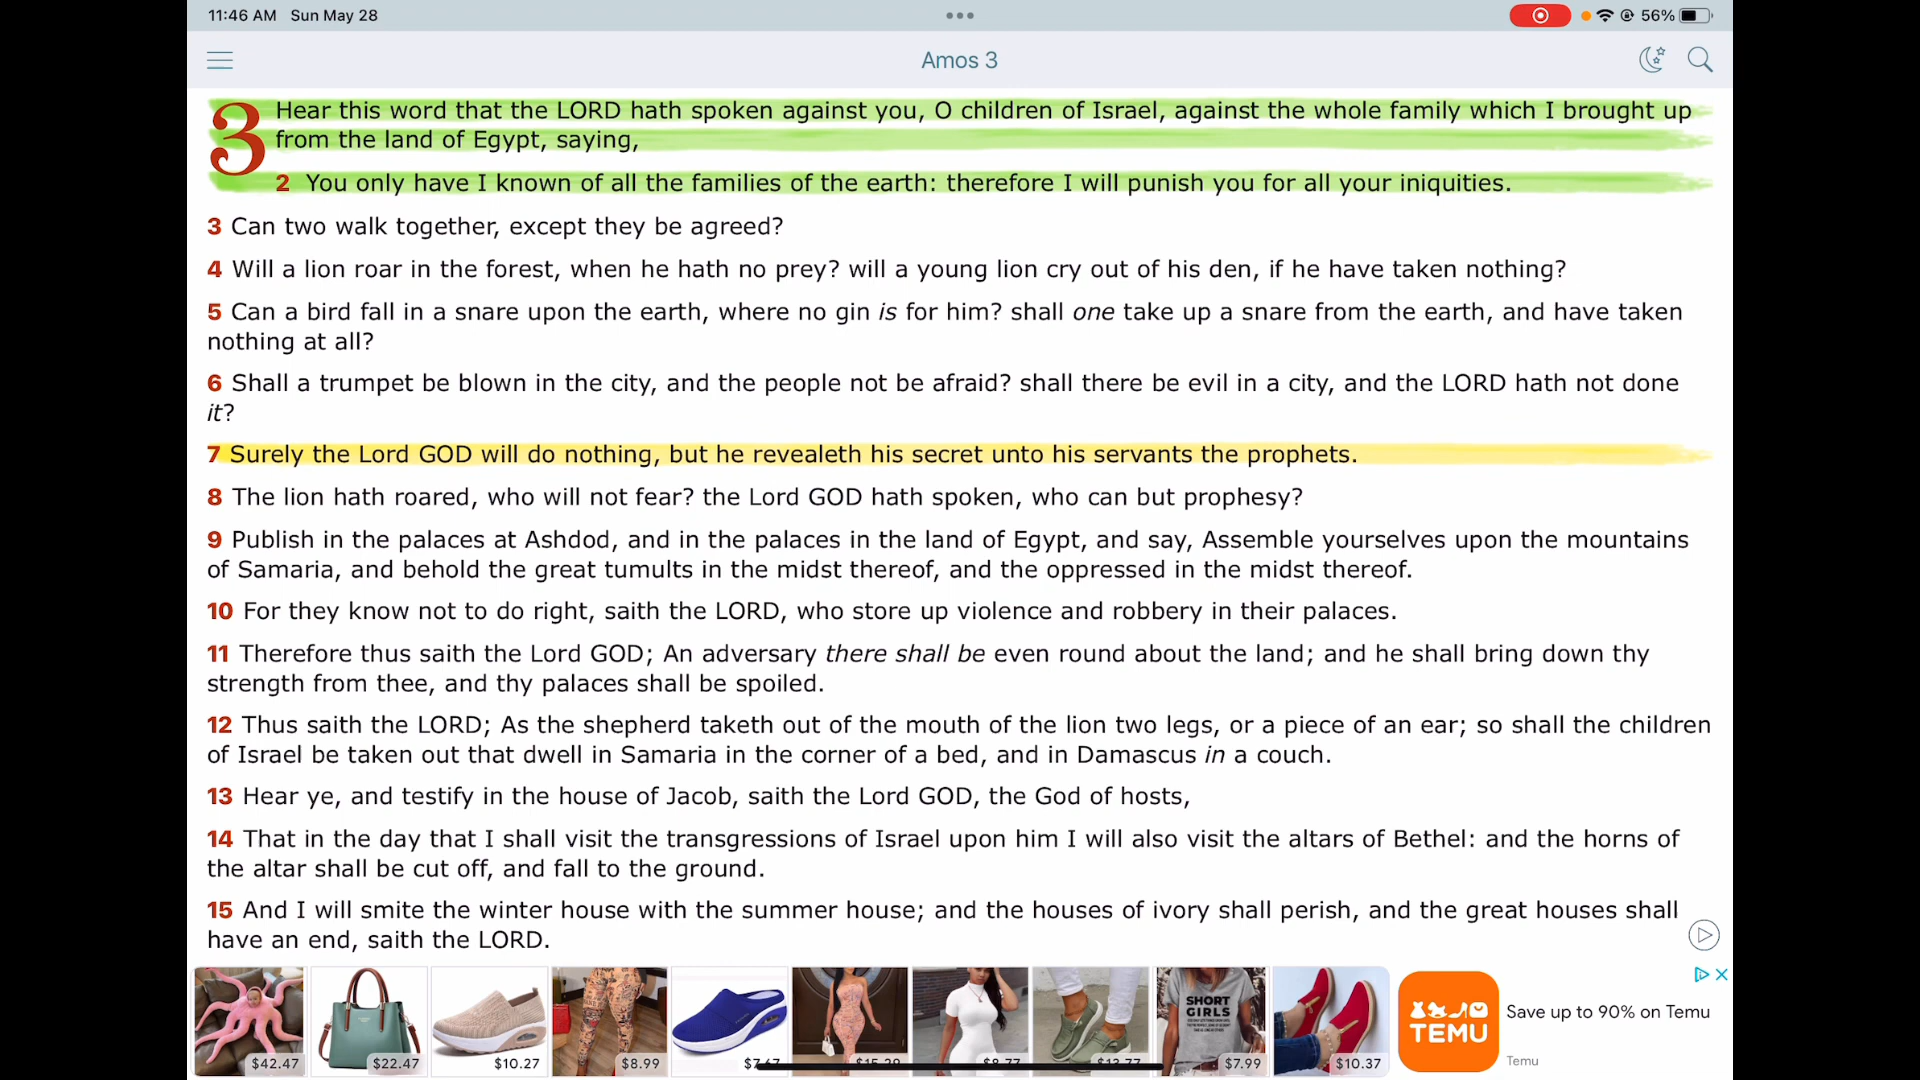 11:46 AM Sun May 28
56%
Amos 3
3 Hear this word that the LORD hath spoken against you, O children of Israel, against the whole family which I brought up
from the land of Egypt, saying,
2 You only have I known of all the families of the earth: therefore I will punish you for all your iniquities.
3 Can two walk together, except they be agreed?
4 Will a lion roar in the forest, when he hath no prey? will a young lion cry out of his den, if he have taken nothing?
5 Can a bird fall in a snare upon the earth, where no gin is for him? shall one take up a snare from the earth, and have taken
nothing at all?
6 Shall a trumpet be blown in the city, and the people not be afraid? shall there be evil in a city, and the LORD hath not done
it?
7 Surely the Lord GOD will do nothing, but he revealeth his secret unto his servants the prophets.
8 The lion hath roared, who will not fear? the Lord GOD hath spoken, who can but prophesy?
9 Publish in the palaces at Ashdod, and in the palaces in the land of Egypt, and say, Assemble yourselves upon the mountains
of Samaria, and behold the great tumults in the midst thereof, and the oppressed in the midst thereof.
10 For they know not to do right, saith the LORD, who store up violence and robbery in their palaces.
11 Therefore thus saith the Lord GOD; An adversary there shall be even round about the land; and he shall bring down thy
strength from thee, and thy palaces shall be spoiled.
12 Thus saith the LORD; As the shepherd taketh out of the mouth of the lion two legs, or a piece of an ear; so shall the children
of Israel be taken out that dwell in Samaria in the corner of a bed, and in Damascus in a couch.
13 Hear ye, and testify in the house of Jacob, saith the Lord GOD, the God of hosts,
14 That in the day that I shall visit the transgressions of Israel upon him I will also visit the altars of Bethel: and the horns of
the altar shall be cut off, and fall to the ground.
15 And I will smite the winter house with the summer house; and the houses of ivory shall perish, and the great houses shall
have an end, saith the LORD.
SHORT
GIRLS
$42.47 $22.47 $10.27 $8.99 $7.99 $10.37
TEMU
Save up to 90% on Temu
Temu